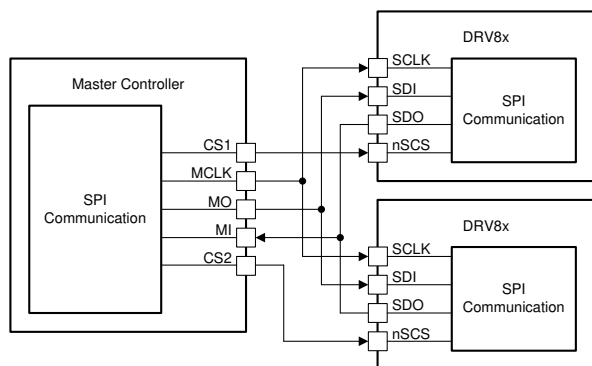 Master Controller
SPI
Communication
CS1
MCLK
MO
MI
CS2
DRV8x
SCLK
SDI
SDO
nSCS
SPI
Communication
DRV8x
SCLK
SDI
SDO
nSCS
SPI
Communication